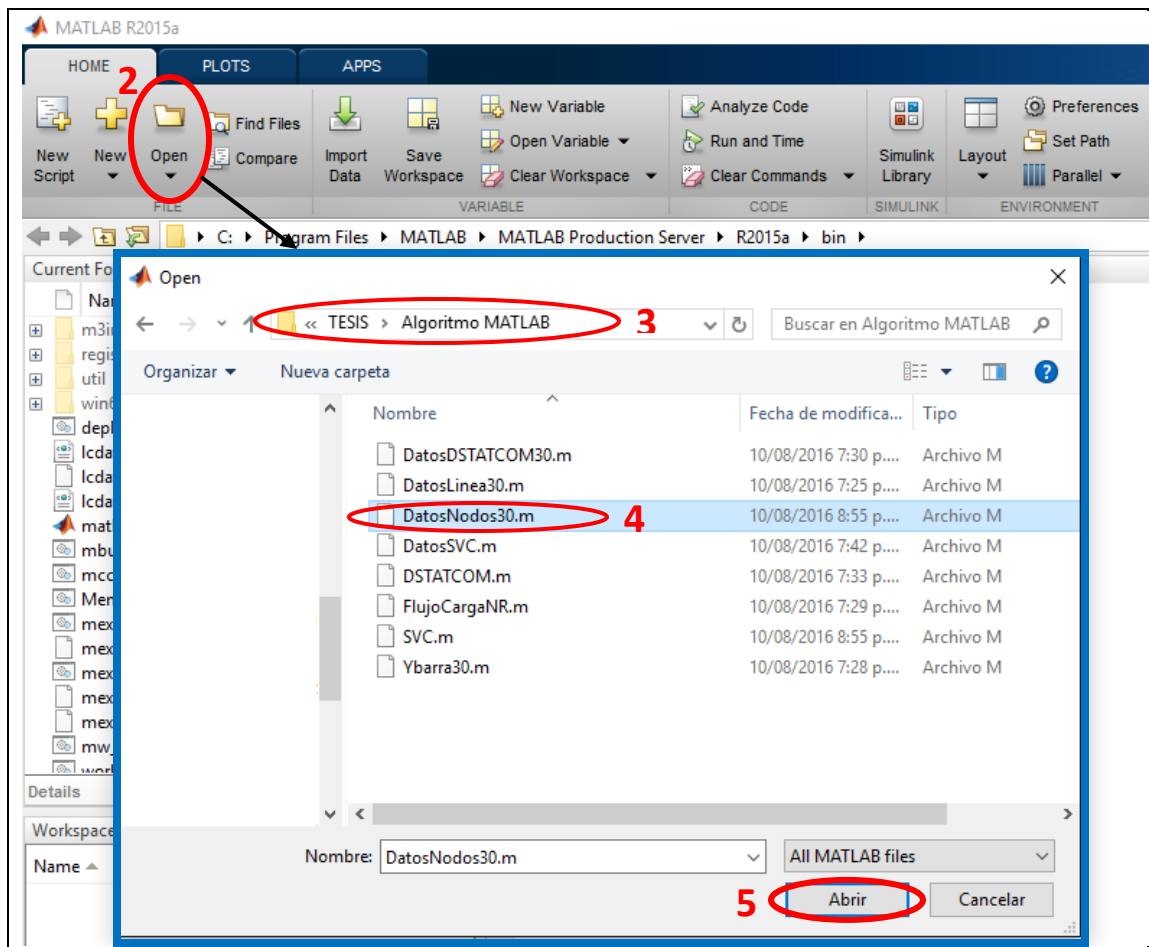 MATLAB R2015a
HOME PLOTS APPS
2
New Script
New
Open
Find Files
Compare
Import Data
Save Workspace
New Variable
Open Variable
Clear Workspace
Analyze Code
Run and Time
Clear Commands
Simulink Library
Layout
Preferences
Set Path
Parallel
FILE VARIABLE CODE SIMULINK ENVIRONMENT
C: Program Files MATLAB MATLAB Production Server R2015a bin
Current Fo
Open
Na
m3i
« TESIS > Algoritmo MATLAB 3
Buscar en Algoritmo MATLAB
regis
util
Organizar Nueva carpeta
win6
Nombre Fecha de modifica... Tipo
depl
lcda
lcda
lcda
mat
mbu
mcc
Mer
mex
mex
mex
mex
mex
mw_
DatosDSTATCOM30.m 10/08/2016 7:30 p.... Archivo M
DatosLinea30.m 10/08/2016 7:25 p.... Archivo M
DatosNodos30.m 4 10/08/2016 8:55 p.... Archivo M
DatosSVC.m 10/08/2016 7:42 p.... Archivo M
DSTATCOM.m 10/08/2016 7:33 p.... Archivo M
FlujoCargaNR.m 10/08/2016 7:29 p.... Archivo M
SVC.m 10/08/2016 8:55 p.... Archivo M
Ybarra30.m 10/08/2016 7:28 p.... Archivo M
Details
Workspace
Name
Nombre: DatosNodos30.m All MATLAB files
5 Abrir Cancelar